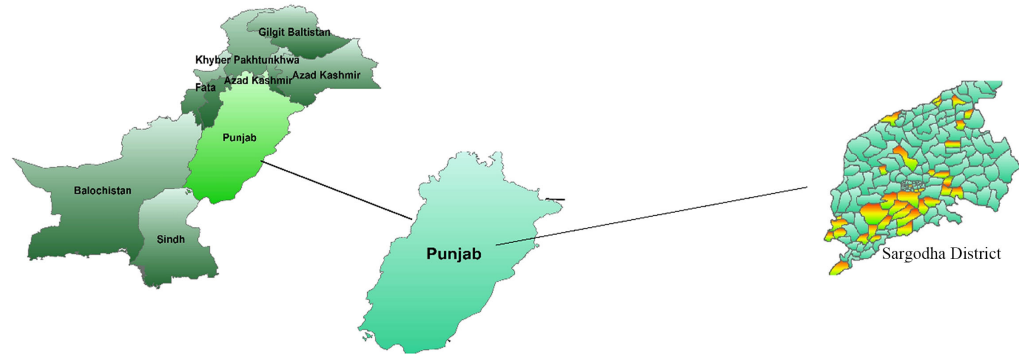 Gilgit Baltistan
Khyber Pakhtunkhwa
Azad Kashmir
Fata
Azad Kashmir
Punjab
Balochistan
Sindh
Punjab
Sargodha District